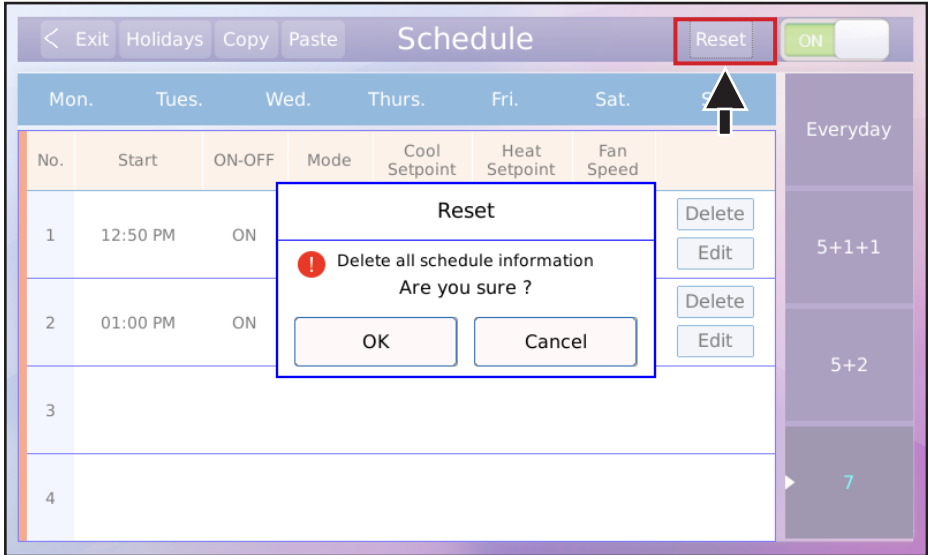 < Exit Holidays Copy Paste Schedule Reset ON
Mon. Tues. Wed. Thurs. Fri. Sat.
Everyday
No. Start ON-OFF Mode Cool Setpoint Heat Setpoint Fan Speed
1 12:50 PM ON Delete
Edit
5+1+1
Reset
Delete all schedule information
Are you sure ?
OK Cancel
2 01:00 PM ON Delete
Edit
5+2
3
4
7